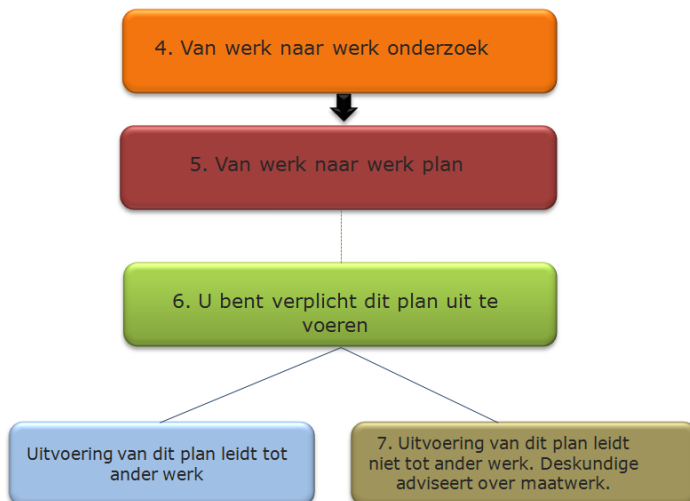 4. Van werk naar werk onderzoek
5. Van werk naar werk plan
6. U bent verplicht dit plan uit te
voeren
Uitvoering van dit plan leidt tot
ander werk
7. Uitvoering van dit plan leidt
niet tot ander werk. Deskundige
adviseert over maatwerk.